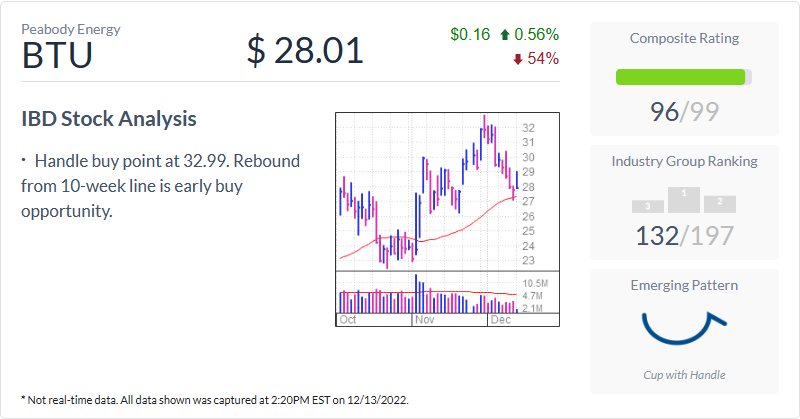 Peabody Energy
BTU
$ 28.01
$0.16 0.56%
54%
IBD Stock Analysis
· Handle buy point at 32.99. Rebound
from 10-week line is early buy
opportunity.
32
31
30
29
28
27
26
25
24
23
10.5M
4.7M
2.1M
Oct Nov Dec
Composite Rating
96/99
Industry Group Ranking
3 1 2
132/197
Emerging Pattern
Cup with Handle
* Not real-time data. All data shown was captured at 2:20PM EST on 12/13/2022.